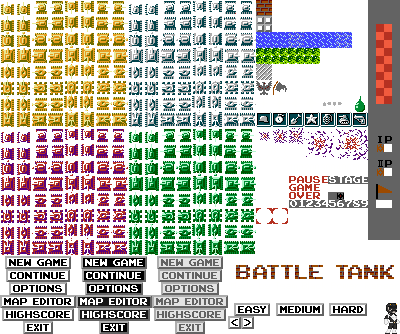 IP
IP
PAUSE STAGE
GAME
OVER
0123456789
NEW GAME NEW GAME NEW GAME
CONTINUE CONTINUE CONTINUE
OPTIONS OPTIONS OPTIONS
MAP EDITOR MAP EDITOR MAP EDITOR
HIGHSCORE HIGHSCORE HIGHSCORE
EXIT EXIT EXIT
BATTLE TANK
EASY MEDIUM HARD
< >